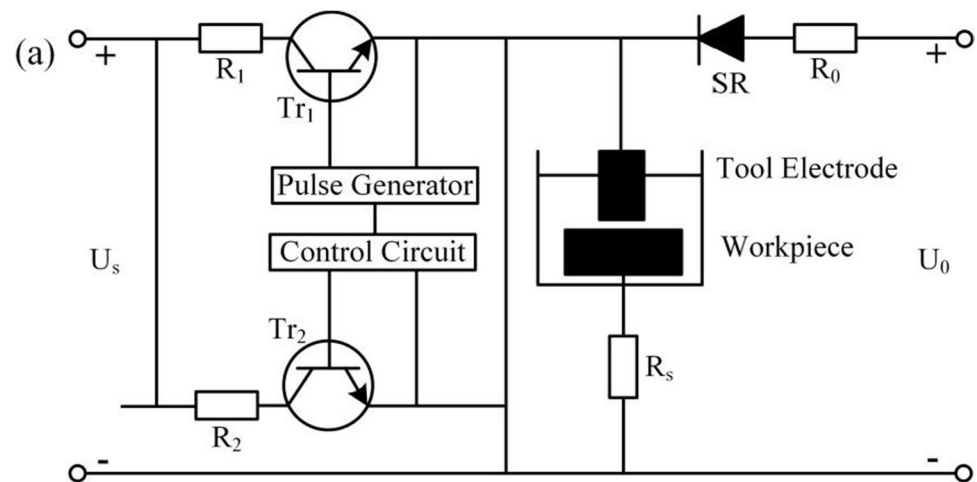 (a)
+
R₁
Tr₁
SR
R₀
+
Pulse Generator
Tool Electrode
Control Circuit
Workpiece
Uₛ
U₀
Tr₂
Rₛ
R₂
-
-